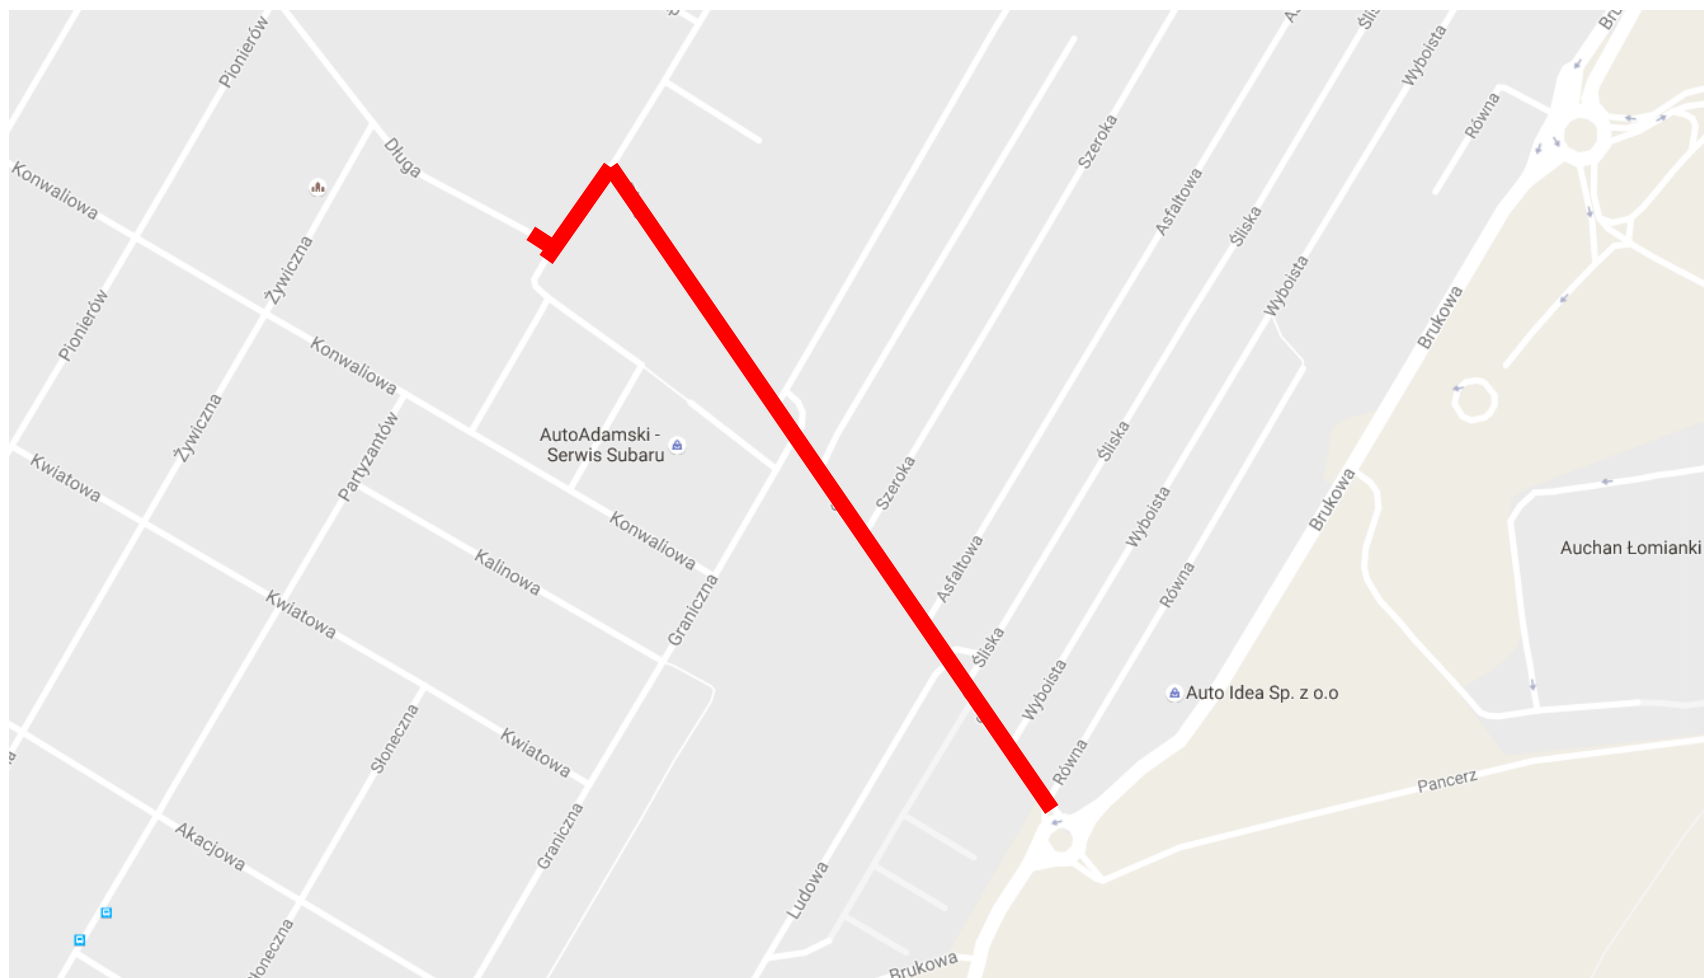 Pionierów
Długa
Konwaliowa
Żywiczna
Pionierów
Konwaliowa
Żywiczna
Partyzantów
Kwiatowa
AutoAdamski -
Serwis Subaru
Konwaliowa
Kalinowa
Kwiatowa
Graniczna
Słoneczna
Kwiatowa
Akacjowa
Graniczna
Słoneczna
Ludowa
Brukowa
Szeroka
Asfaltowa
Śliska
Wyboista
Wyboista
Równa
Brukowa
Szeroka
Śliska
Wyboista
Asfaltowa
Równa
Brukowa
Śliska
Wyboista
Równa
Auchan Łomianki
Auto Idea Sp. z o.o
Pancerz